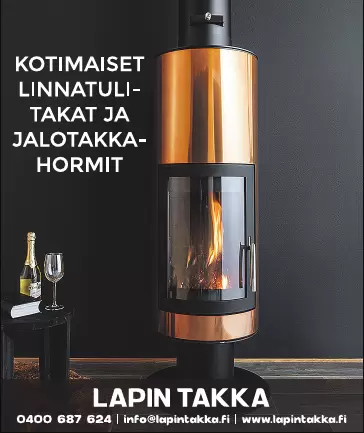 KOTIMAISET
LINNATULI-
TAKAT JA
JALOTAKKA-
HORMIT
LAPIN TAKKA
0400 687 624 | info@lapintakka.fi | www.lapintakka.fi